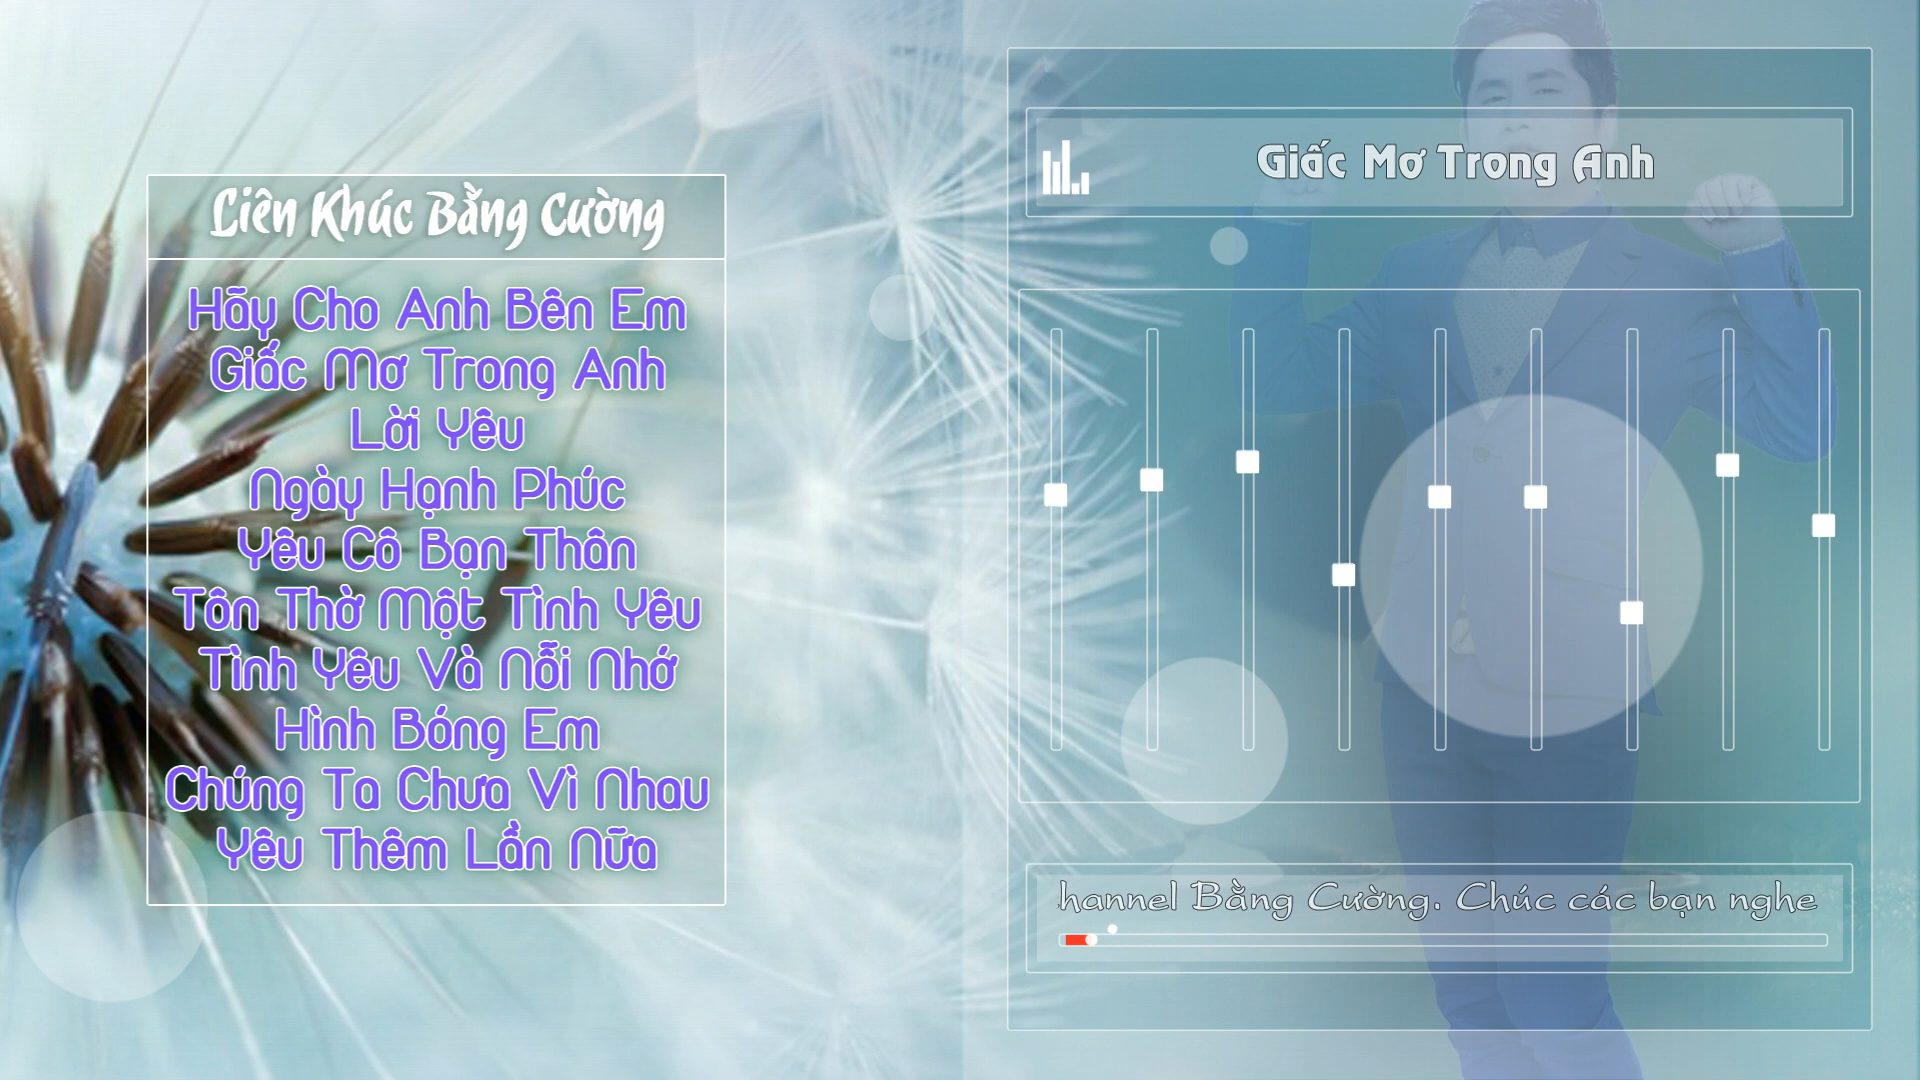 Liên Khúc Bằng Cường
Hãy Cho Anh Bên Em
Giấc Mơ Trong Anh
Lời Yêu
Ngày Hạnh Phúc
Yêu Cô Bạn Thân
Tôn Thờ Một Tình Yêu
Tình Yêu Và Nỗi Nhớ
Hình Bóng Em
Chúng Ta Chưa Vì Nhau
Yêu Thêm Lần Nữa
Giấc Mơ Trong Anh
hannel Bằng Cường. Chúc các bạn nghe